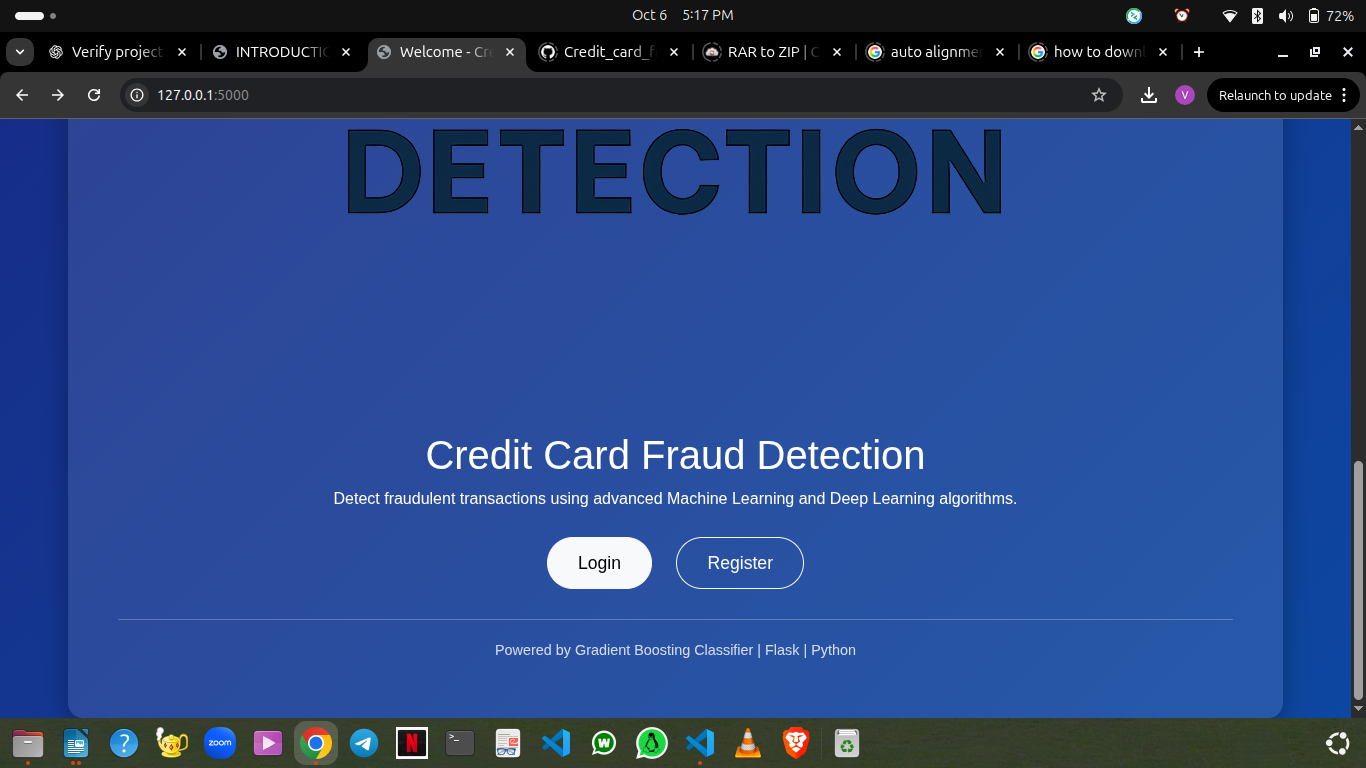 Oct 6 5:17 PM
72%
Verify project
INTRODUCTIO
Welcome - Cre
Credit_card_f
RAR to ZIP | C
auto alignme
how to downl
127.0.0.1:5000
V
Relaunch to update
DETECTION
Credit Card Fraud Detection
Detect fraudulent transactions using advanced Machine Learning and Deep Learning algorithms.
Login
Register
Powered by Gradient Boosting Classifier | Flask | Python
?
zoom
N
>_
W